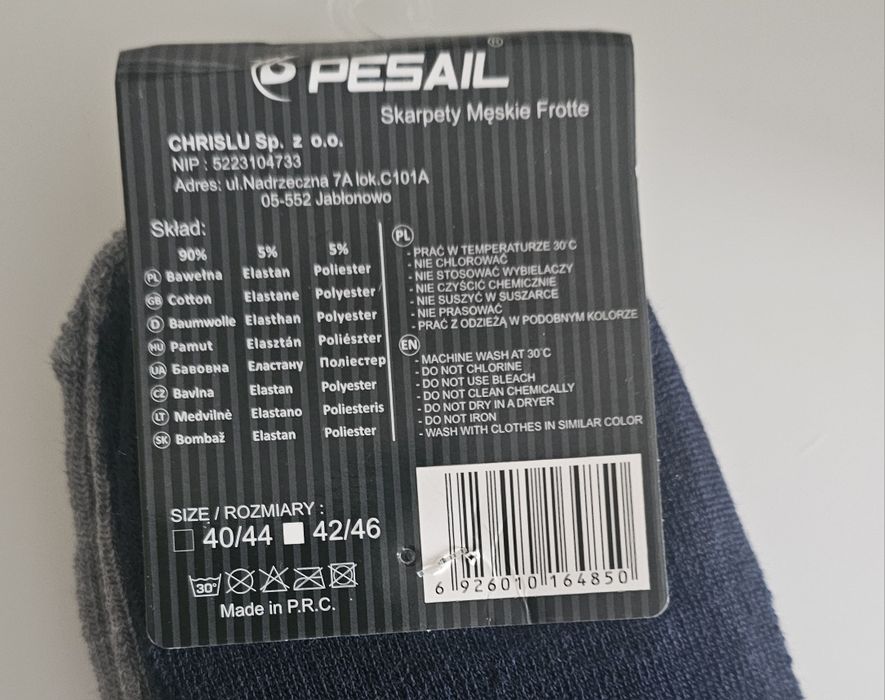 PESAIL®
Skarpety Męskie Frotte
CHRISLU Sp. z o.o.
NIP : 5223104733
Adres: ul.Nadrzeczna 7A lok.C101A
05-552 Jabłonowo
Skład:
90% 5% 5%
PL Bawełna Elastan Poliester
GB Cotton Elastane Polyester
D Baumwolle Elasthan Polyester
HU Pamut Elasztán Poliészter
UA Бавовна Еластану Поліестер
CZ Bavlna Elastan Polyester
LT Medvilnė Elastano Poliesteris
SK Bombaž Elastan Poliester
PL
- PRAĆ W TEMPERATURZE 30°C
- NIE CHLOROWAĆ
- NIE STOSOWAĆ WYBIELACZY
- NIE CZYŚCIĆ CHEMICZNIE
- NIE SUSZYĆ W SUSZARCE
- NIE PRASOWAĆ
- PRAĆ Z ODZIEŻĄ W PODOBNYM KOLORZE
EN
- MACHINE WASH AT 30°C
- DO NOT CHLORINE
- DO NOT USE BLEACH
- DO NOT CLEAN CHEMICALLY
- DO NOT DRY IN A DRYER
- DO NOT IRON
- WASH WITH CLOTHES IN SIMILAR COLOR
SIZE / ROZMIARY :
40/44 42/46
30°
Made in P.R.C.
6 926010 164850